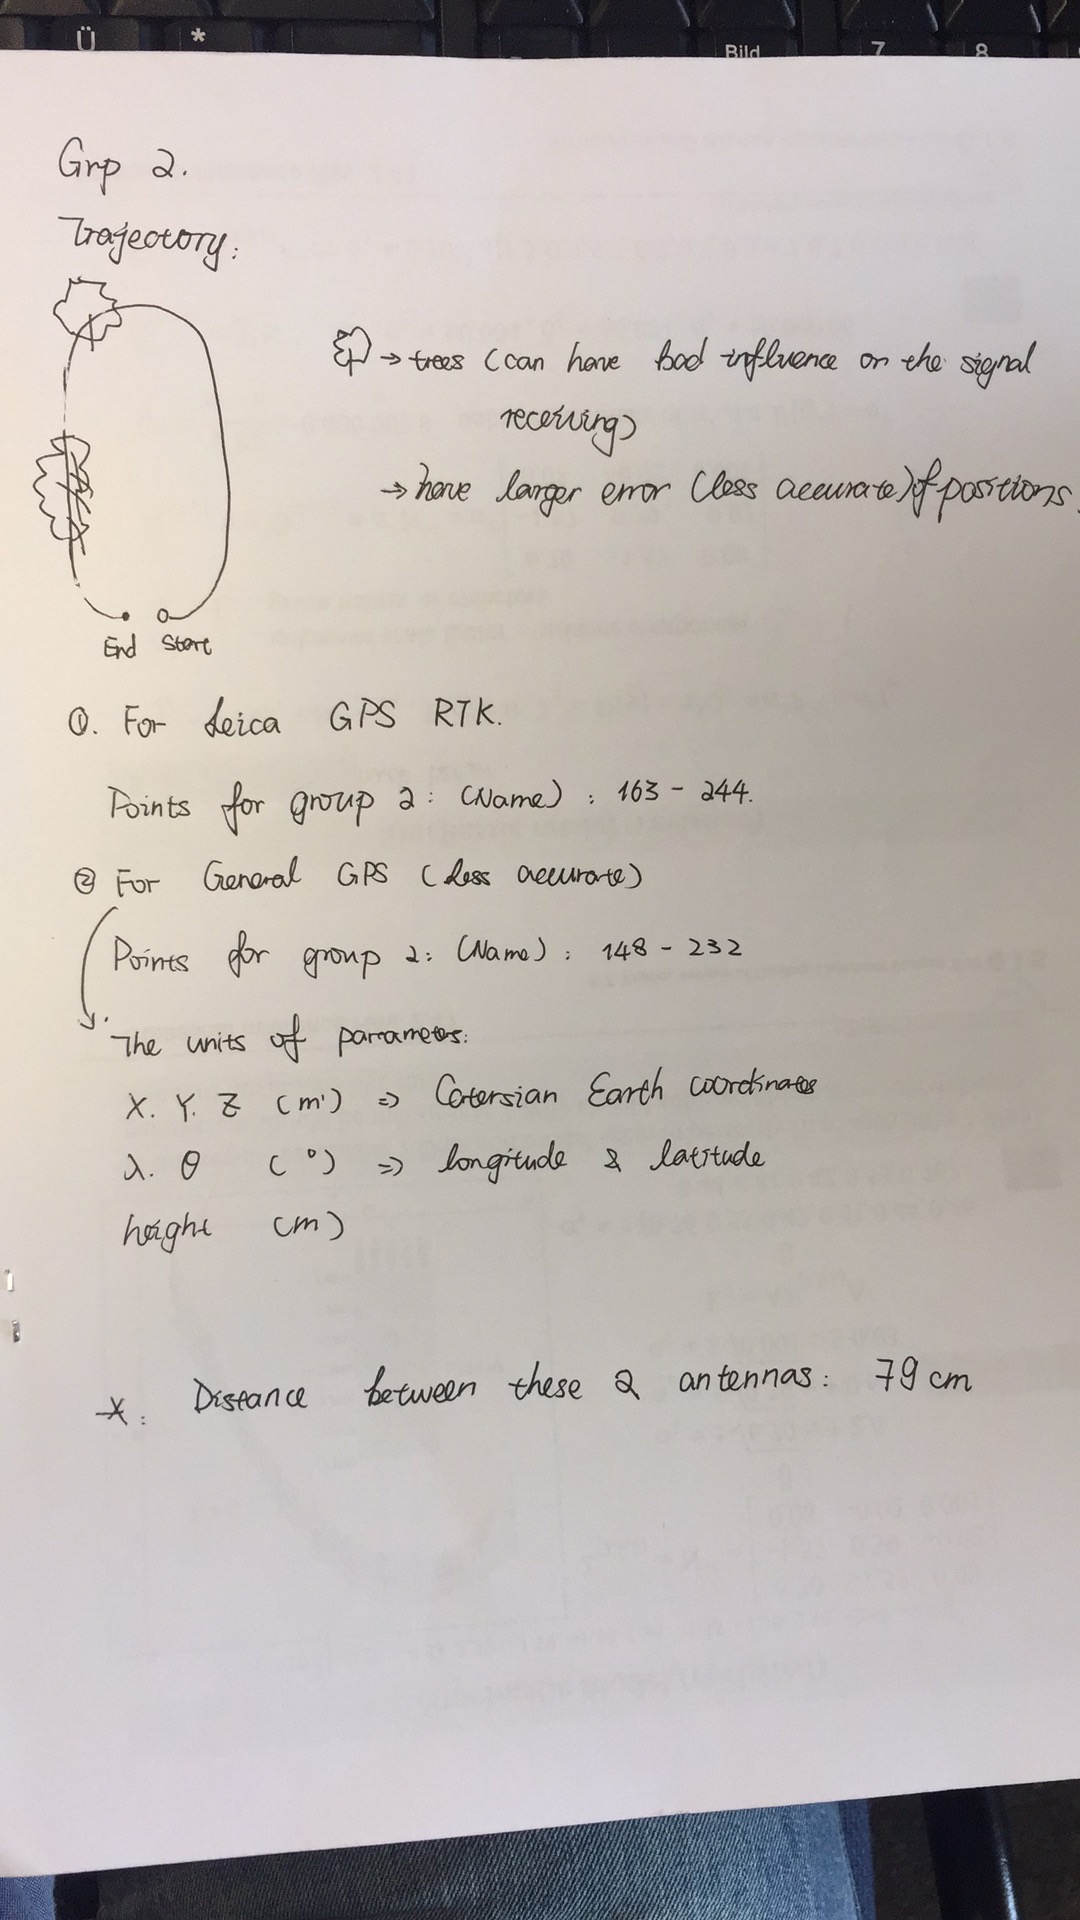 Ü * Bild 7 8
Grp 2.
Trajectory:
→ trees (can have bad influence on the signal
receiving)
→ have larger error (less accurate) of positions.
End Start
①. For Leica GPS RTK.
Points for group 2: (Name) : 163 - 244.
② For General GPS (less accurate)
Points for group 2: (Name) : 148 - 232
The units of parameters:
X. Y. Z (m) => Catersian Earth coordinates
λ. θ (°) => longitude & latitude
height (m)
*: Distance between these 2 antennas: 79 cm